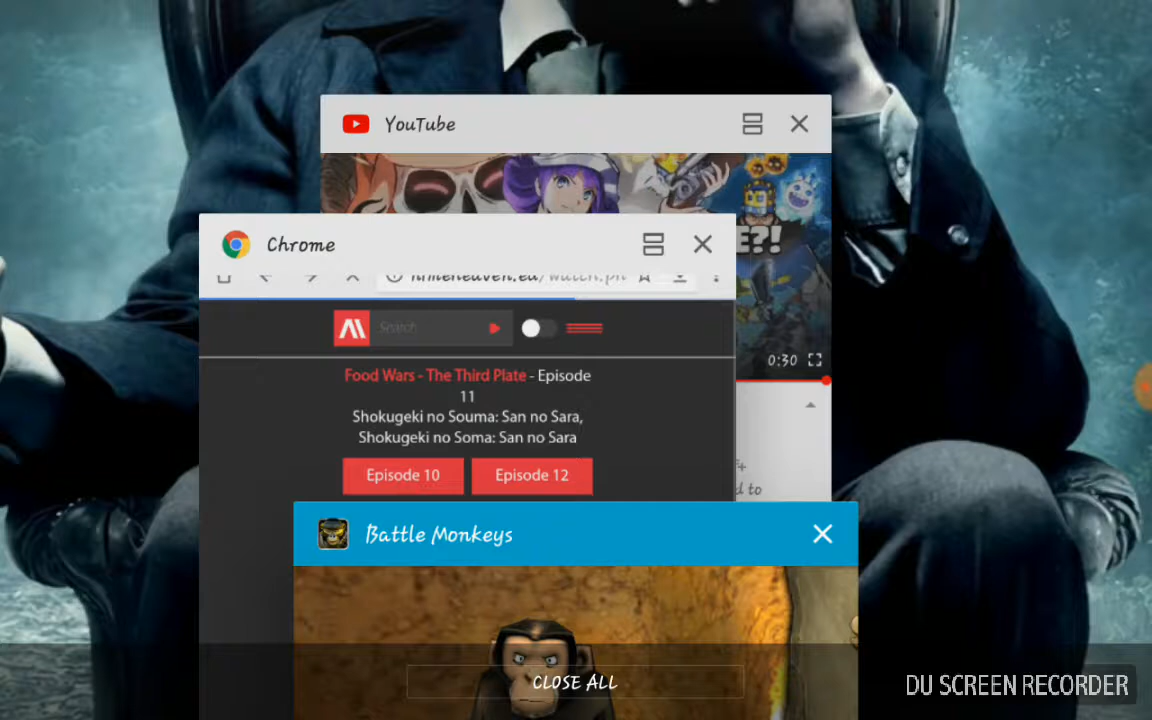 YouTube
E?!
Chrome
Search
0:30
Food Wars - The Third Plate - Episode
11
Shokugeki no Souma: San no Sara,
Shokugeki no Soma: San no Sara
Episode 10 Episode 12
d to
Battle Monkeys
CLOSE ALL
DU SCREEN RECORDER